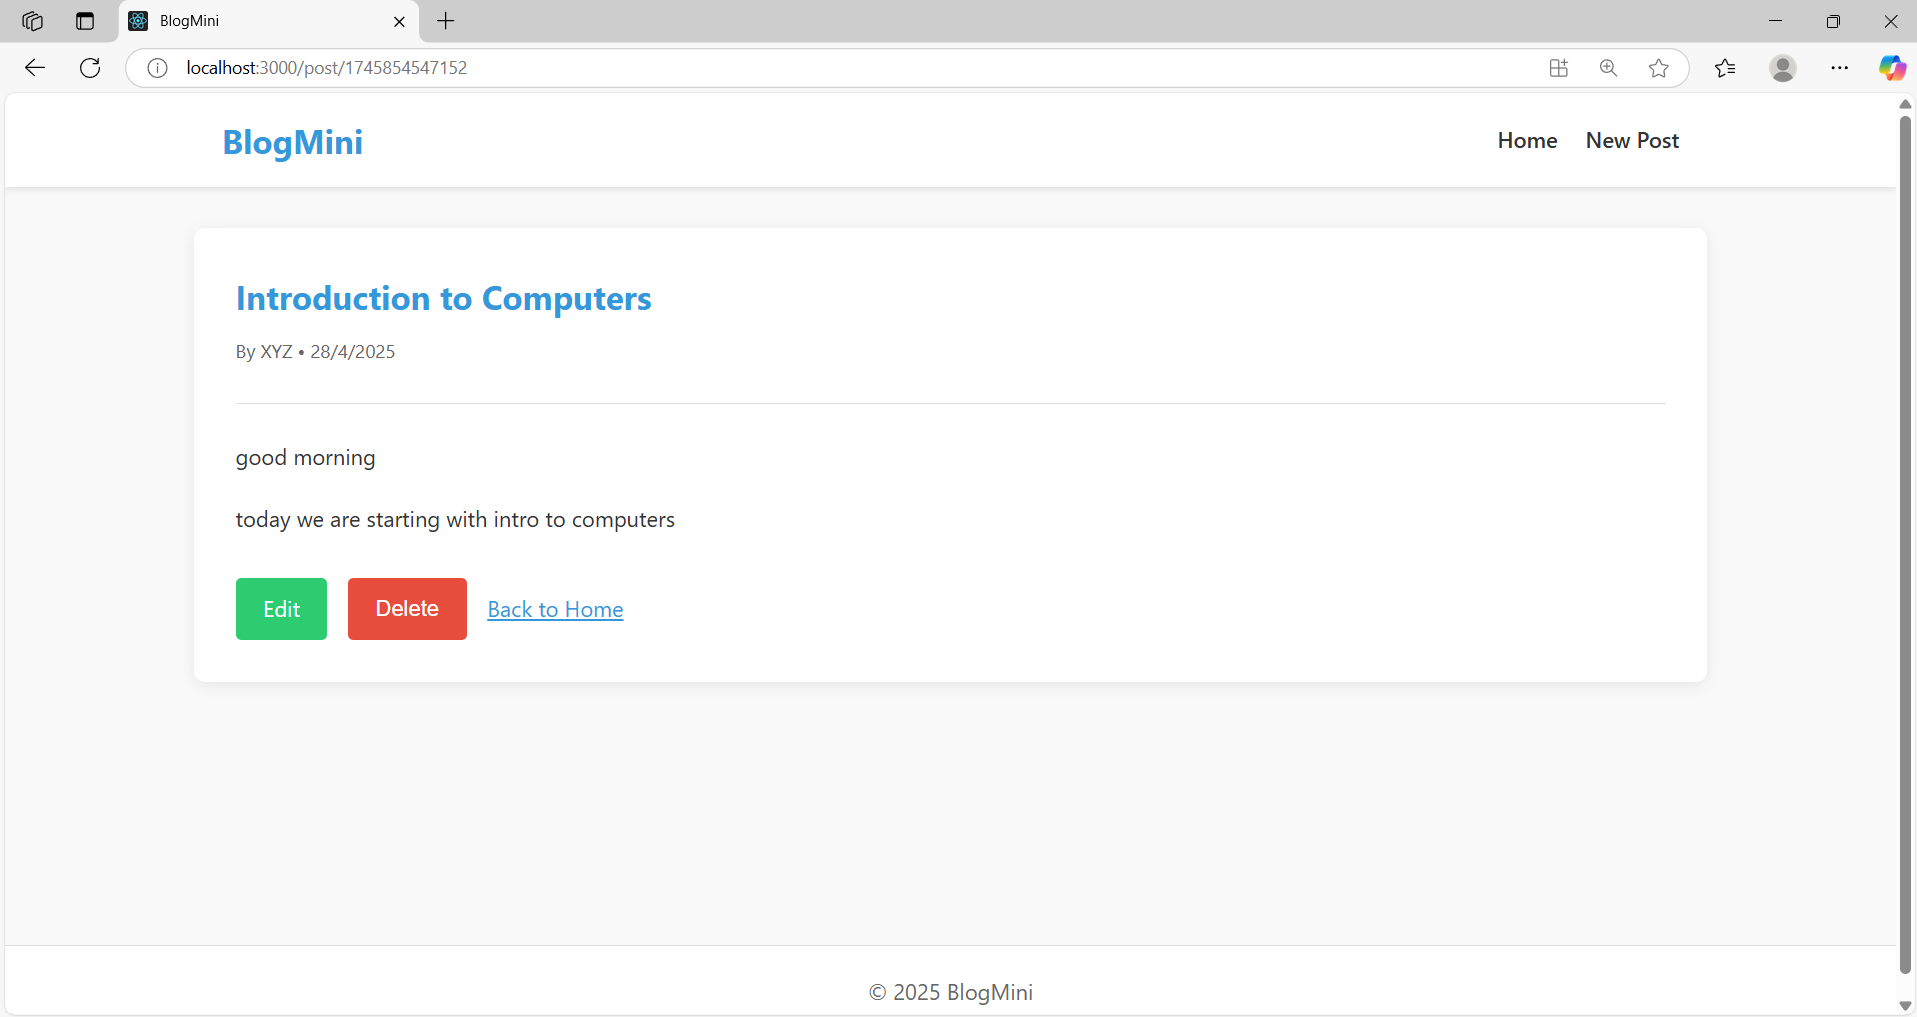 BlogMini
localhost:3000/post/1745854547152
BlogMini
Home New Post
Introduction to Computers
By XYZ • 28/4/2025
good morning
today we are starting with intro to computers
Edit Delete Back to Home
© 2025 BlogMini